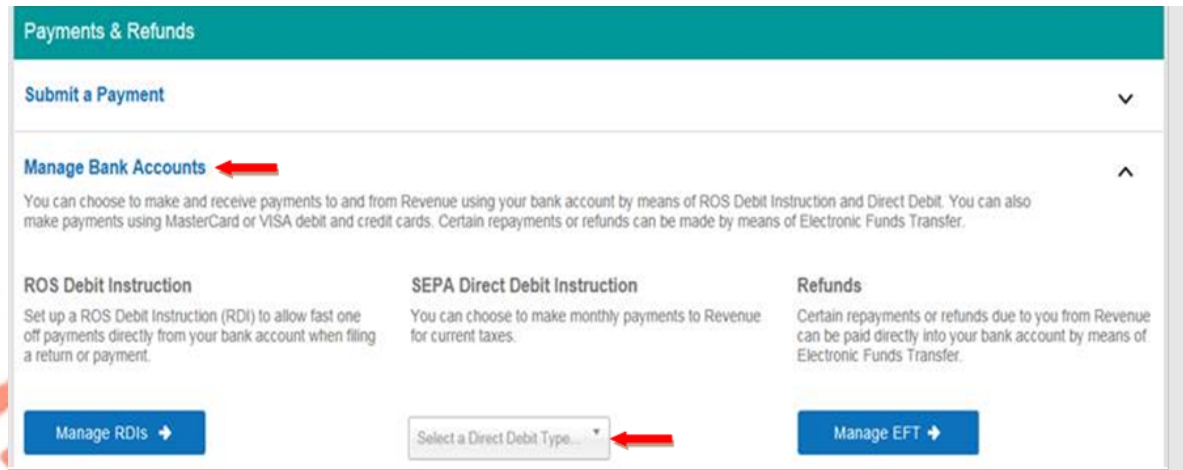 Payments & Refunds
Submit a Payment
Manage Bank Accounts
You can choose to make and receive payments to and from Revenue using your bank account by means of ROS Debit Instruction and Direct Debit. You can also
make payments using MasterCard or VISA debit and credit cards. Certain repayments or refunds can be made by means of Electronic Funds Transfer.
ROS Debit Instruction
Set up a ROS Debit Instruction (RDI) to allow fast one
off payments directly from your bank account when filing
a return or payment.
Manage RDIs
SEPA Direct Debit Instruction
You can choose to make monthly payments to Revenue
for current taxes.
Select a Direct Debit Type...
Refunds
Certain repayments or refunds due to you from Revenue
can be paid directly into your bank account by means of
Electronic Funds Transfer.
Manage EFT